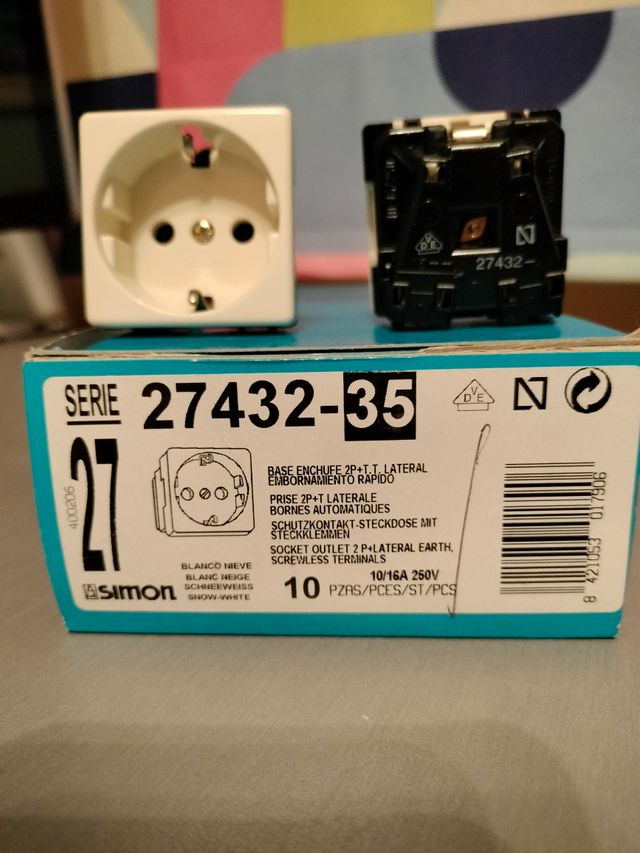 27432-
SERIE 27432-35
27
400206
BASE ENCHUFE 2P+T.T. LATERAL
EMBORNAMIENTO RAPIDO
PRISE 2P+T LATERALE
BORNES AUTOMATIQUES
SCHUTZKONTAKT-STECKDOSE MIT
STECKKLEMMEN
SOCKET OUTLET 2 P+LATERAL EARTH,
SCREWLESS TERMINALS
10/16A 250V
10 PZAS/PCES/ST/PCS
BLANCO NIEVE
BLANC NEIGE
SCHNEEWEISS
SNOW-WHITE
simon
DVE
N
DVE
N
8 421053 017906